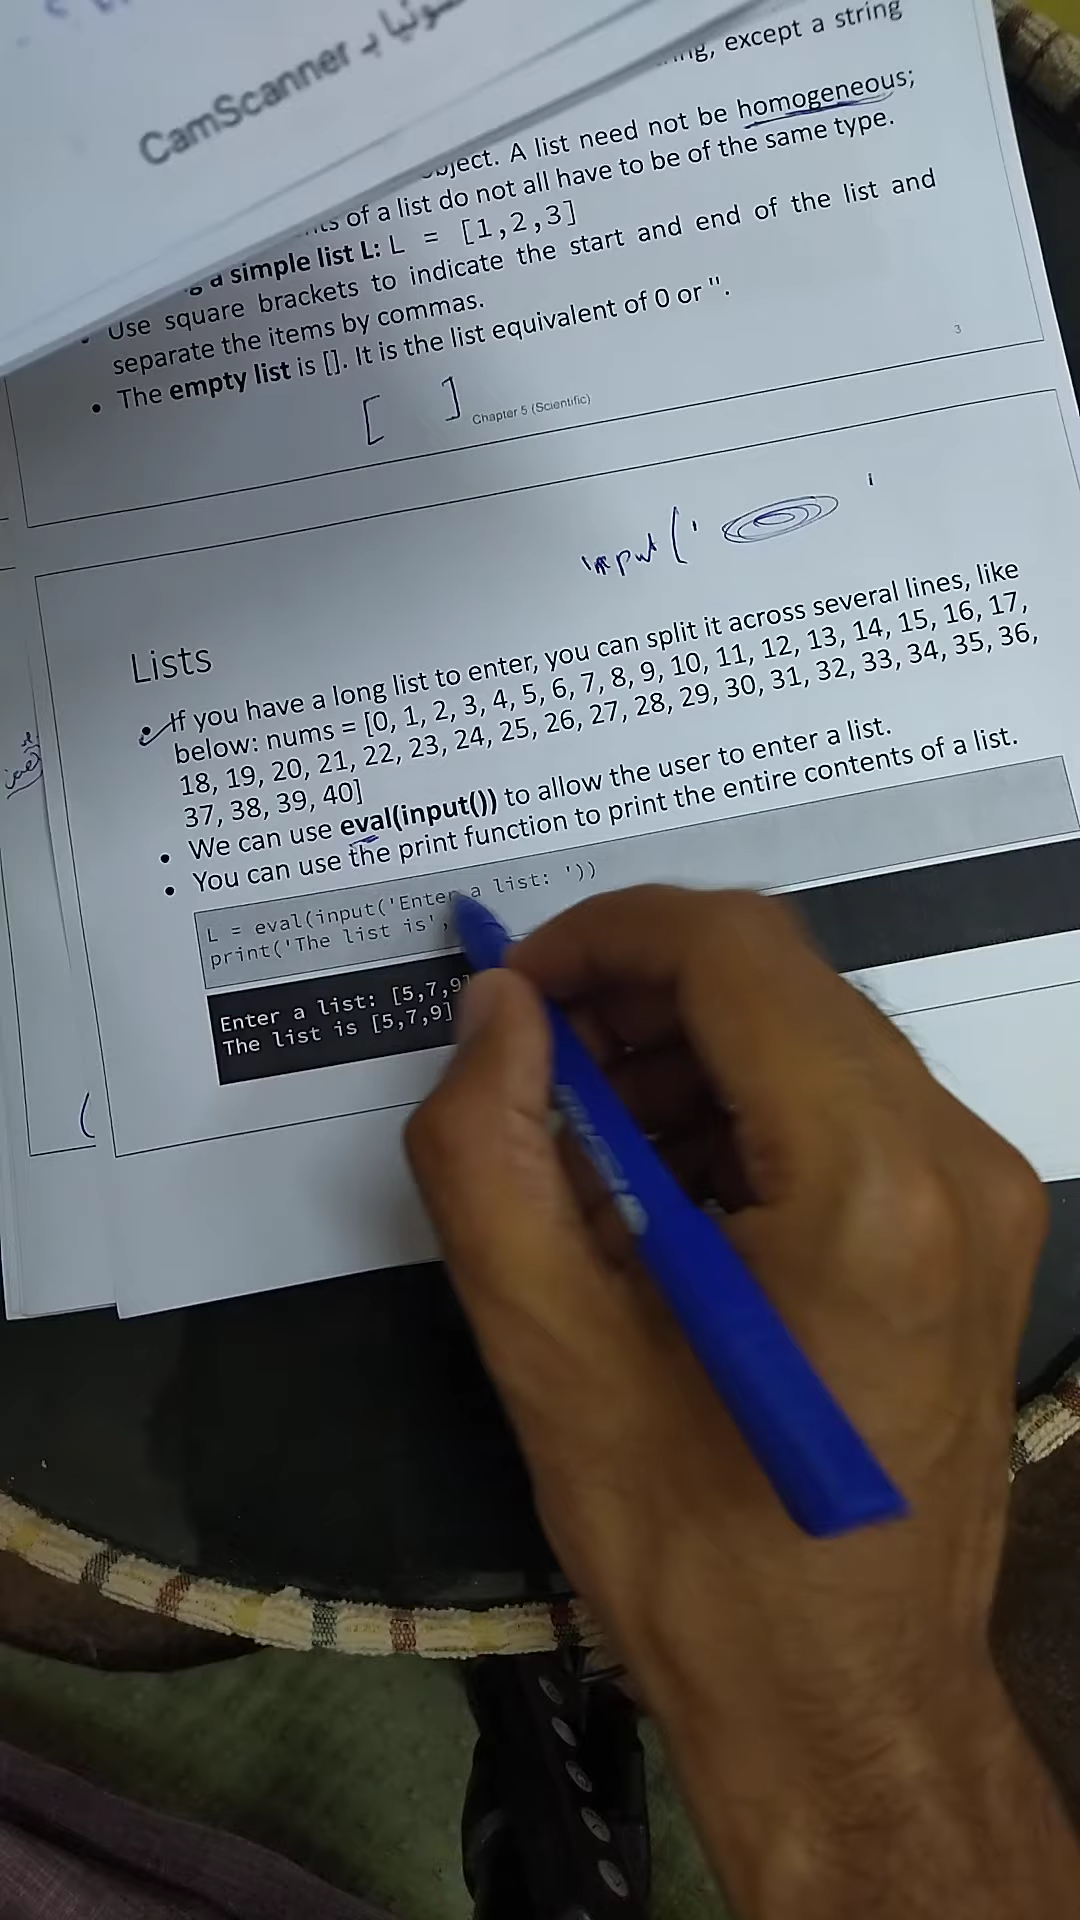 CamScanner
except a string
A list need not be homogeneous;
of a list do not all have to be of the same type.
a simple list L: L = [1,2,3]
Use square brackets to indicate the start and end of the list and
separate the items by commas.
• The empty list is []. It is the list equivalent of 0 or ''.
3
[ ]
Chapter 5 (Scientific)
input (' '
Lists
• If you have a long list to enter, you can split it across several lines, like
below: nums = [0, 1, 2, 3, 4, 5, 6, 7, 8, 9, 10, 11, 12, 13, 14, 15, 16, 17,
18, 19, 20, 21, 22, 23, 24, 25, 26, 27, 28, 29, 30, 31, 32, 33, 34, 35, 36,
37, 38, 39, 40]
• We can use eval(input()) to allow the user to enter a list.
• You can use the print function to print the entire contents of a list.
L = eval(input('Enter a list: '))
print('The list is',
Enter a list: [5,7,9]
The list is [5,7,9]